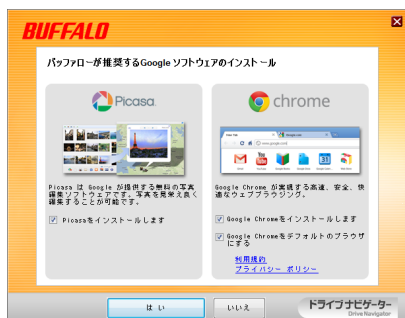 BUFFALO
バッファローが推奨するGoogle ソフトウェアのインストール
Picasa
chrome
Picasa は Google が提供する無料の写真
編集ソフトウェアです。写真を見栄え良く
編集することが可能です。
Picasaをインストールします
Google Chrome が実現する高速、安全、快
適なウェブブラウジング。
Google Chromeをインストールします
Google Chromeをデフォルトのブラウザ
にする
利用規約
プライバシー ポリシー
はい
いいえ
ドライブナビゲーター
Drive Navigator